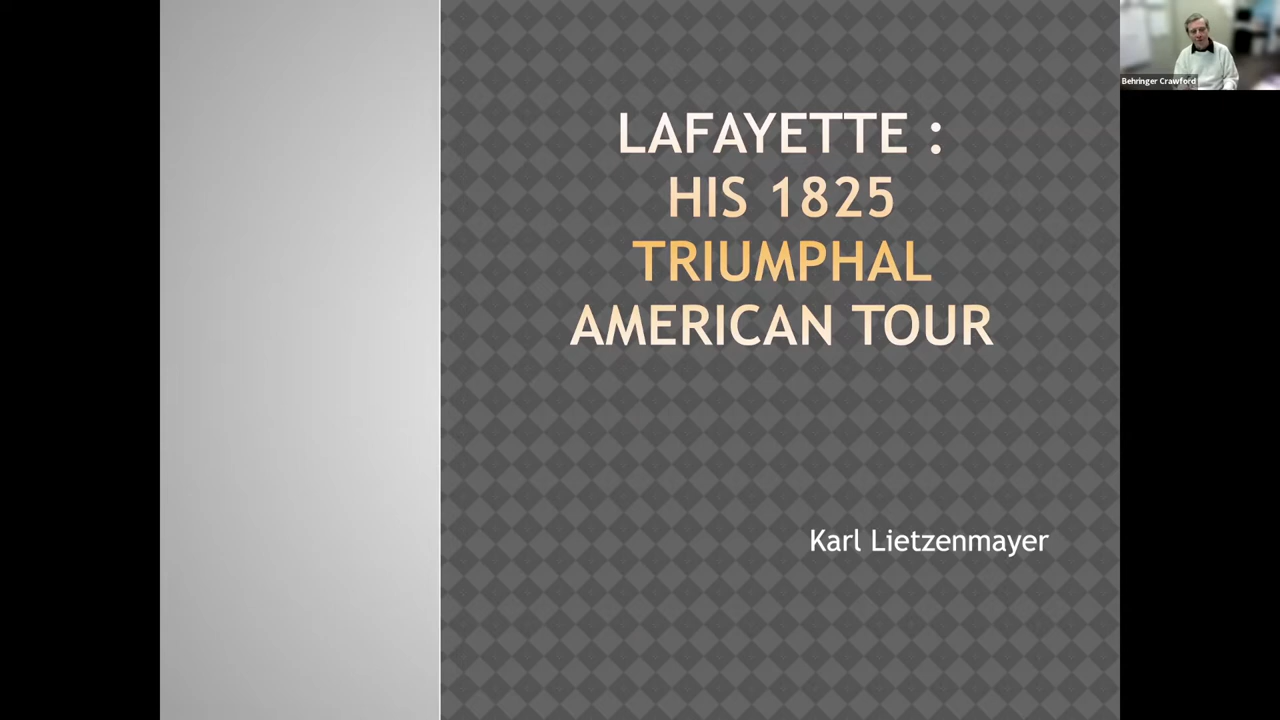 LAFAYETTE :
HIS 1825
TRIUMPHAL
AMERICAN TOUR
Karl Lietzenmayer
Behringer Crawford